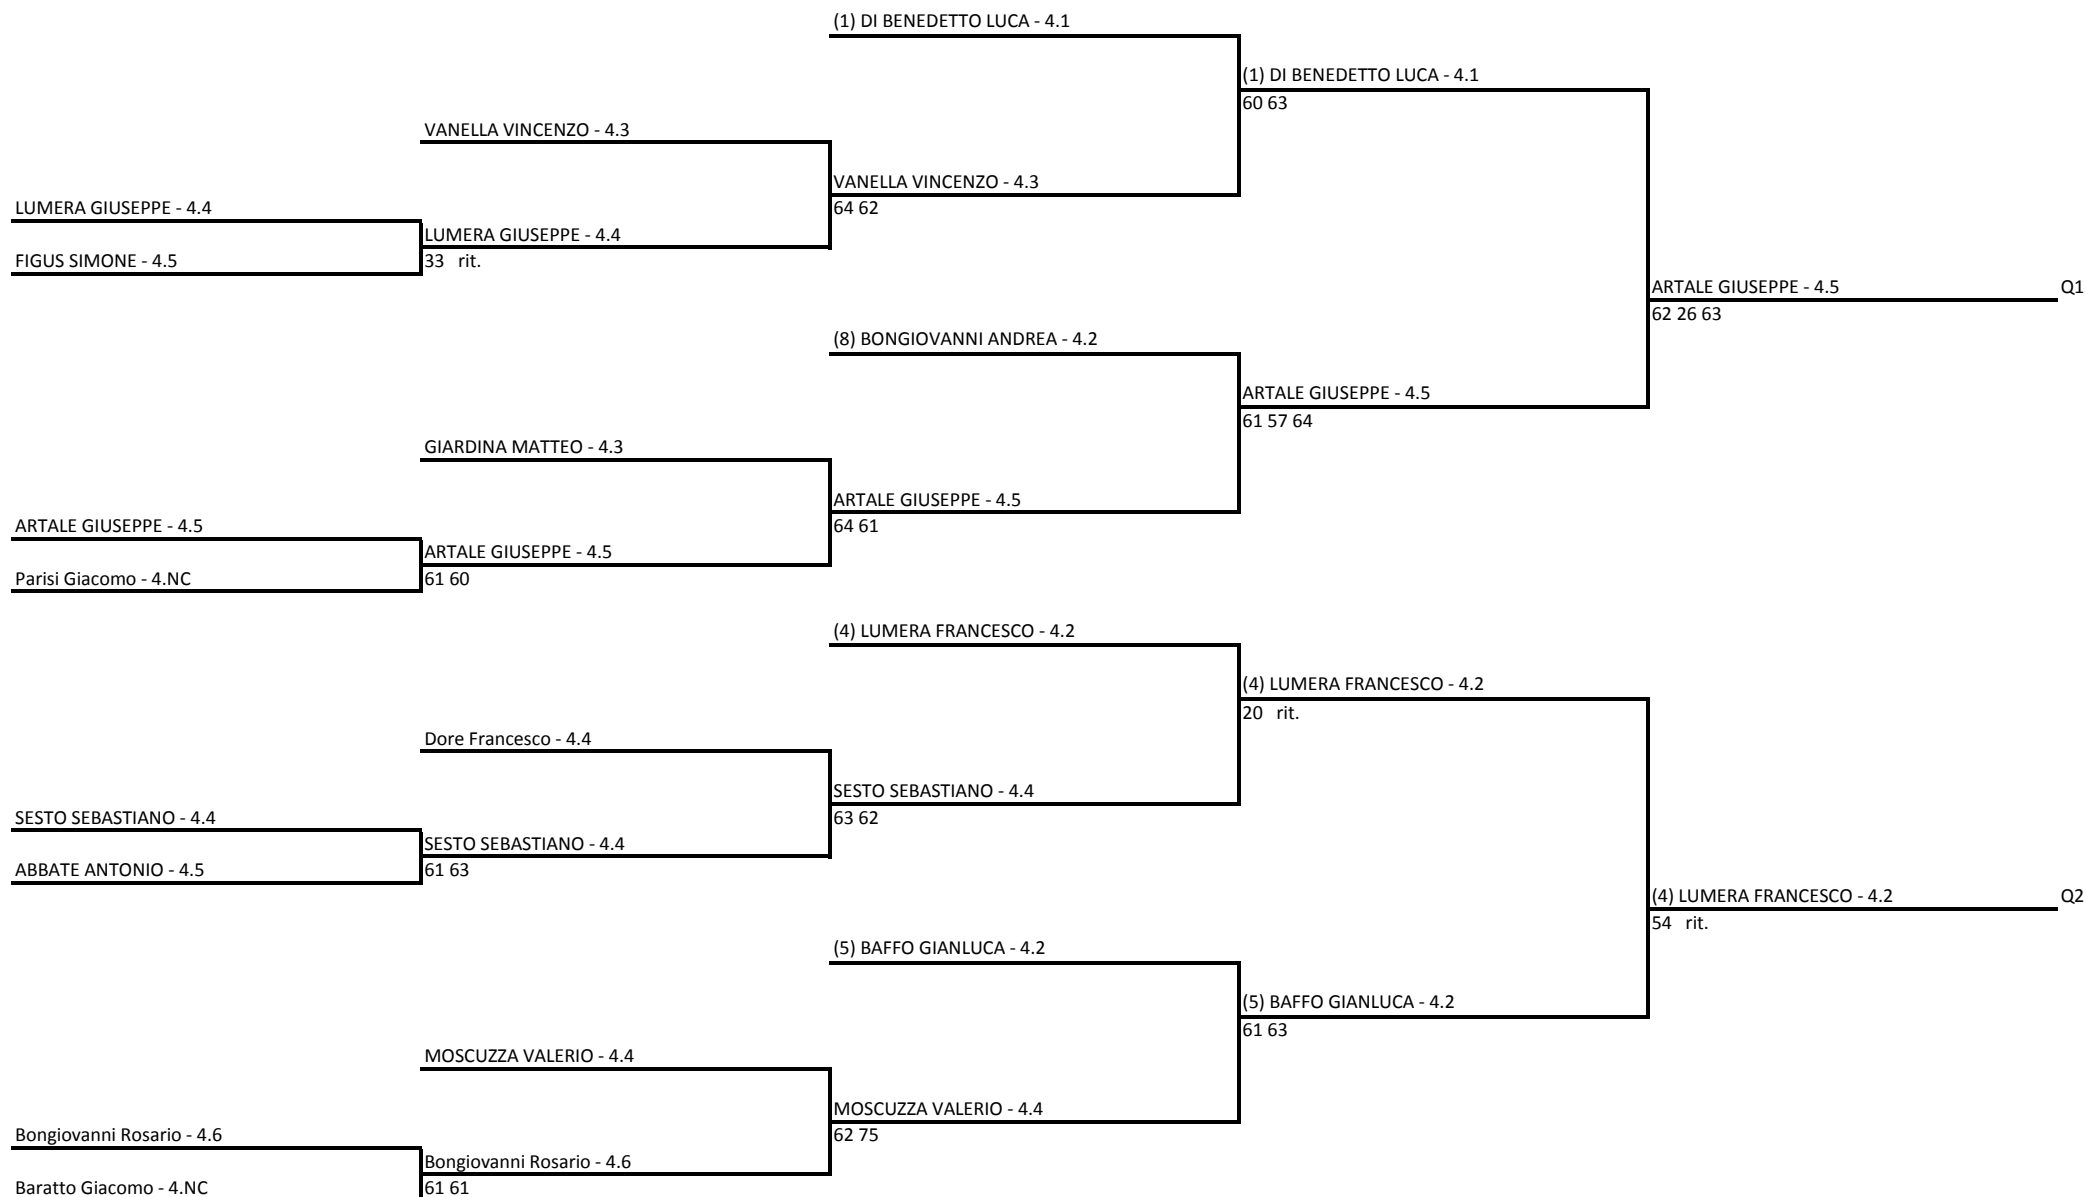 (1) DI BENEDETTO LUCA - 4.1
(1) DI BENEDETTO LUCA - 4.1
60 63
VANELLA VINCENZO - 4.3
VANELLA VINCENZO - 4.3
64 62
LUMERA GIUSEPPE - 4.4
LUMERA GIUSEPPE - 4.4
FIGUS SIMONE - 4.5
33 rit.
ARTALE GIUSEPPE - 4.5
Q1
62 26 63
(8) BONGIOVANNI ANDREA - 4.2
ARTALE GIUSEPPE - 4.5
61 57 64
GIARDINA MATTEO - 4.3
ARTALE GIUSEPPE - 4.5
64 61
ARTALE GIUSEPPE - 4.5
ARTALE GIUSEPPE - 4.5
Parisi Giacomo - 4.NC
61 60
(4) LUMERA FRANCESCO - 4.2
(4) LUMERA FRANCESCO - 4.2
20 rit.
Dore Francesco - 4.4
SESTO SEBASTIANO - 4.4
63 62
SESTO SEBASTIANO - 4.4
SESTO SEBASTIANO - 4.4
ABBATE ANTONIO - 4.5
61 63
(4) LUMERA FRANCESCO - 4.2
Q2
54 rit.
(5) BAFFO GIANLUCA - 4.2
(5) BAFFO GIANLUCA - 4.2
61 63
MOSCUZZA VALERIO - 4.4
MOSCUZZA VALERIO - 4.4
62 75
Bongiovanni Rosario - 4.6
Bongiovanni Rosario - 4.6
Baratto Giacomo - 4.NC
61 61